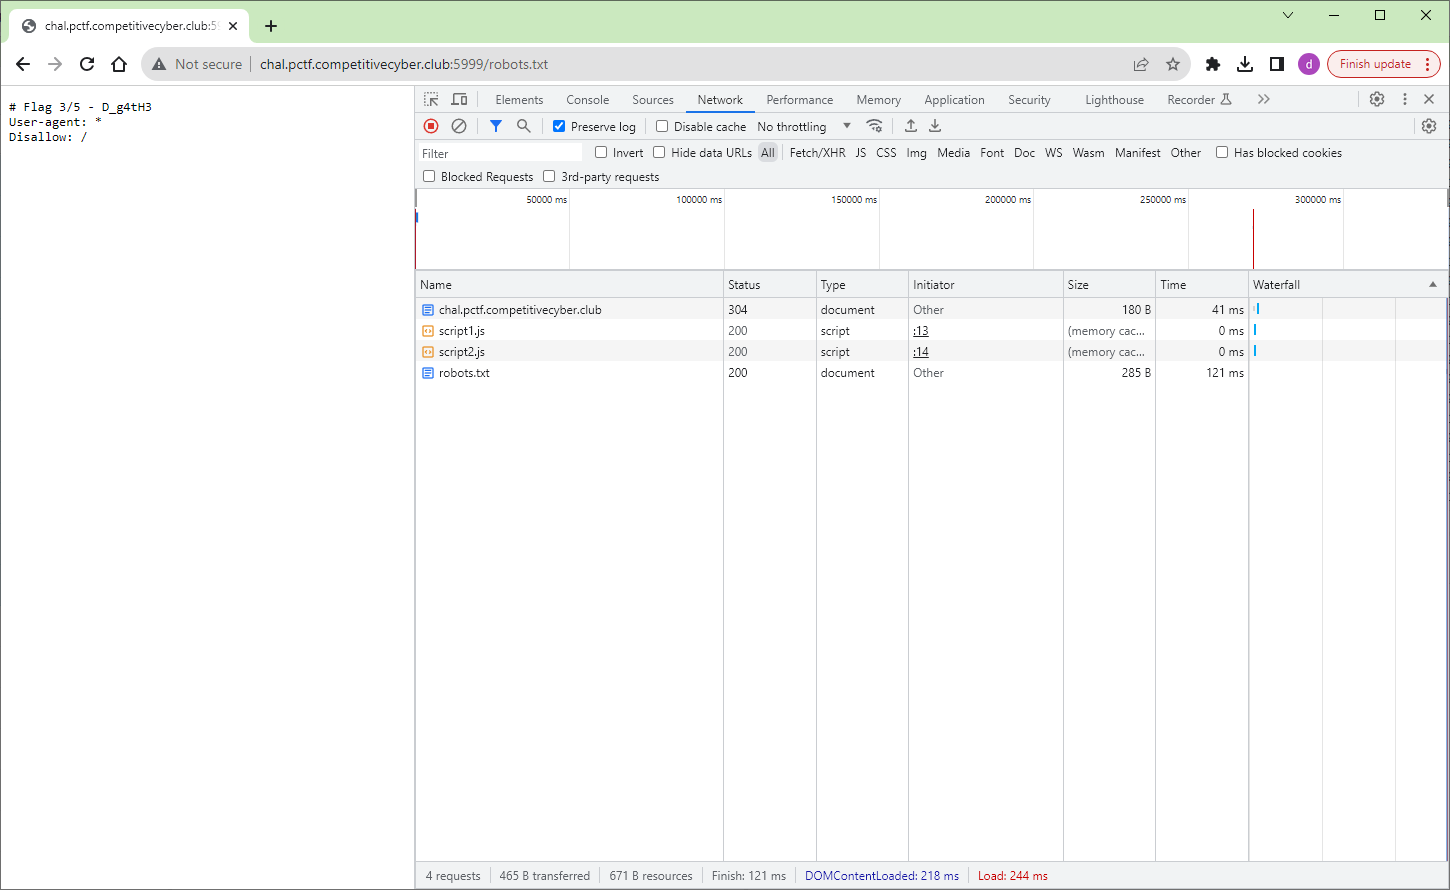 chal.pctf.competitivecyber.club:59
Not secure chal.pctf.competitivecyber.club:5999/robots.txt d Finish update
# Flag 3/5 - D_g4tH3
User-agent: *
Disallow: /
Elements Console Sources Network Performance Memory Application Security Lighthouse Recorder
Preserve log Disable cache No throttling
Filter Invert Hide data URLs All Fetch/XHR JS CSS Img Media Font Doc WS Wasm Manifest Other Has blocked cookies
Blocked Requests 3rd-party requests
50000 ms 100000 ms 150000 ms 200000 ms 250000 ms 300000 ms
Name Status Type Initiator Size Time Waterfall
chal.pctf.competitivecyber.club 304 document Other 180 B 41 ms
script1.js 200 script :13 (memory cac... 0 ms
script2.js 200 script :14 (memory cac... 0 ms
robots.txt 200 document Other 285 B 121 ms
4 requests 465 B transferred 671 B resources Finish: 121 ms DOMContentLoaded: 218 ms Load: 244 ms